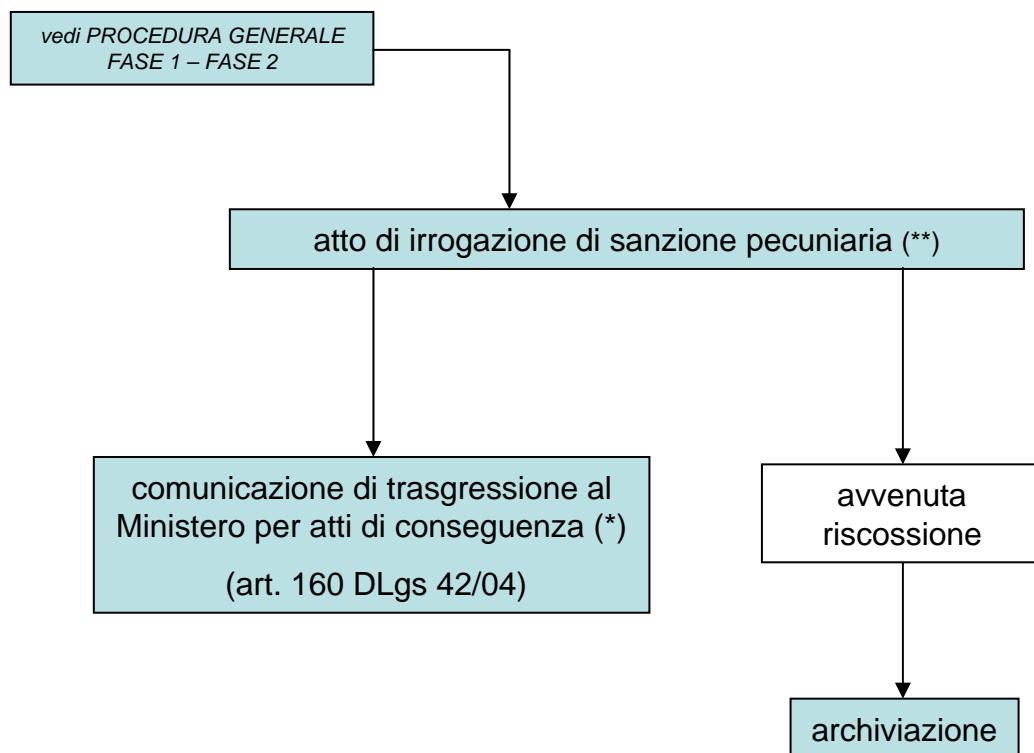 vedi PROCEDURA GENERALE
FASE 1 – FASE 2
atto di irrogazione di sanzione pecuniaria (**)
comunicazione di trasgressione al
Ministero per atti di conseguenza (*)
(art. 160 DLgs 42/04)
avvenuta
riscossione
archiviazione